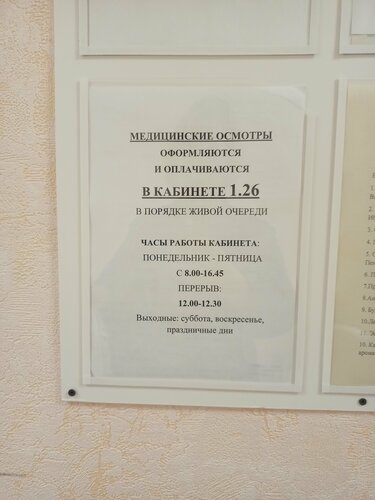 МЕДИЦИНСКИЕ ОСМОТРЫ
ОФОРМЛЯЮТСЯ
И ОПЛАЧИВАЮТСЯ
В КАБИНЕТЕ 1.26
В ПОРЯДКЕ ЖИВОЙ ОЧЕРЕДИ
ЧАСЫ РАБОТЫ КАБИНЕТА:
ПОНЕДЕЛЬНИК - ПЯТНИЦА
С 8.00-16.45
ПЕРЕРЫВ:
12.00-12.30
Выходные: суббота, воскресенье,
праздничные дни